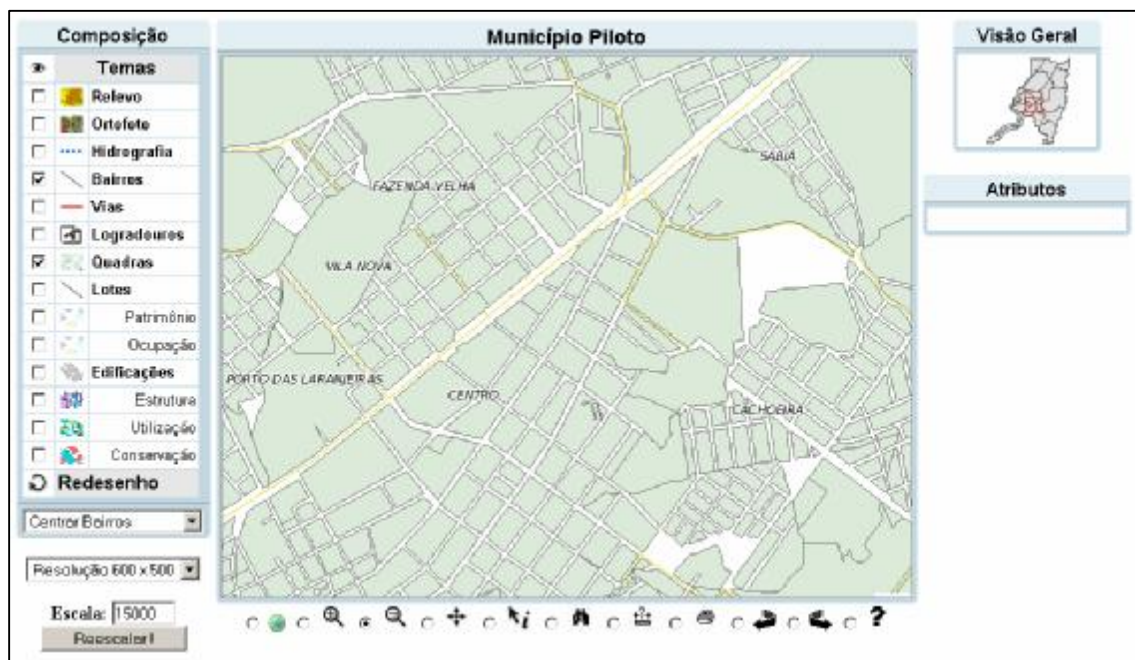 Composição
Temas
Relevo
Ortofoto
Hidrografia
Bairros
Vias
Logradouros
Quadras
Lotes
Patrimônio
Ocupação
Edificações
Estrutura
Utilização
Conservação
Redesenho
Centrar Bairros
Resolução 600 x 500
Escala: 15000
Reescalar!
Município Piloto
SABIÁ
FAZENDA VELHA
VILA NOVA
PORTO DAS LARANJEIRAS
CENTRO
CACHOEIRA
i
?
Visão Geral
Atributos